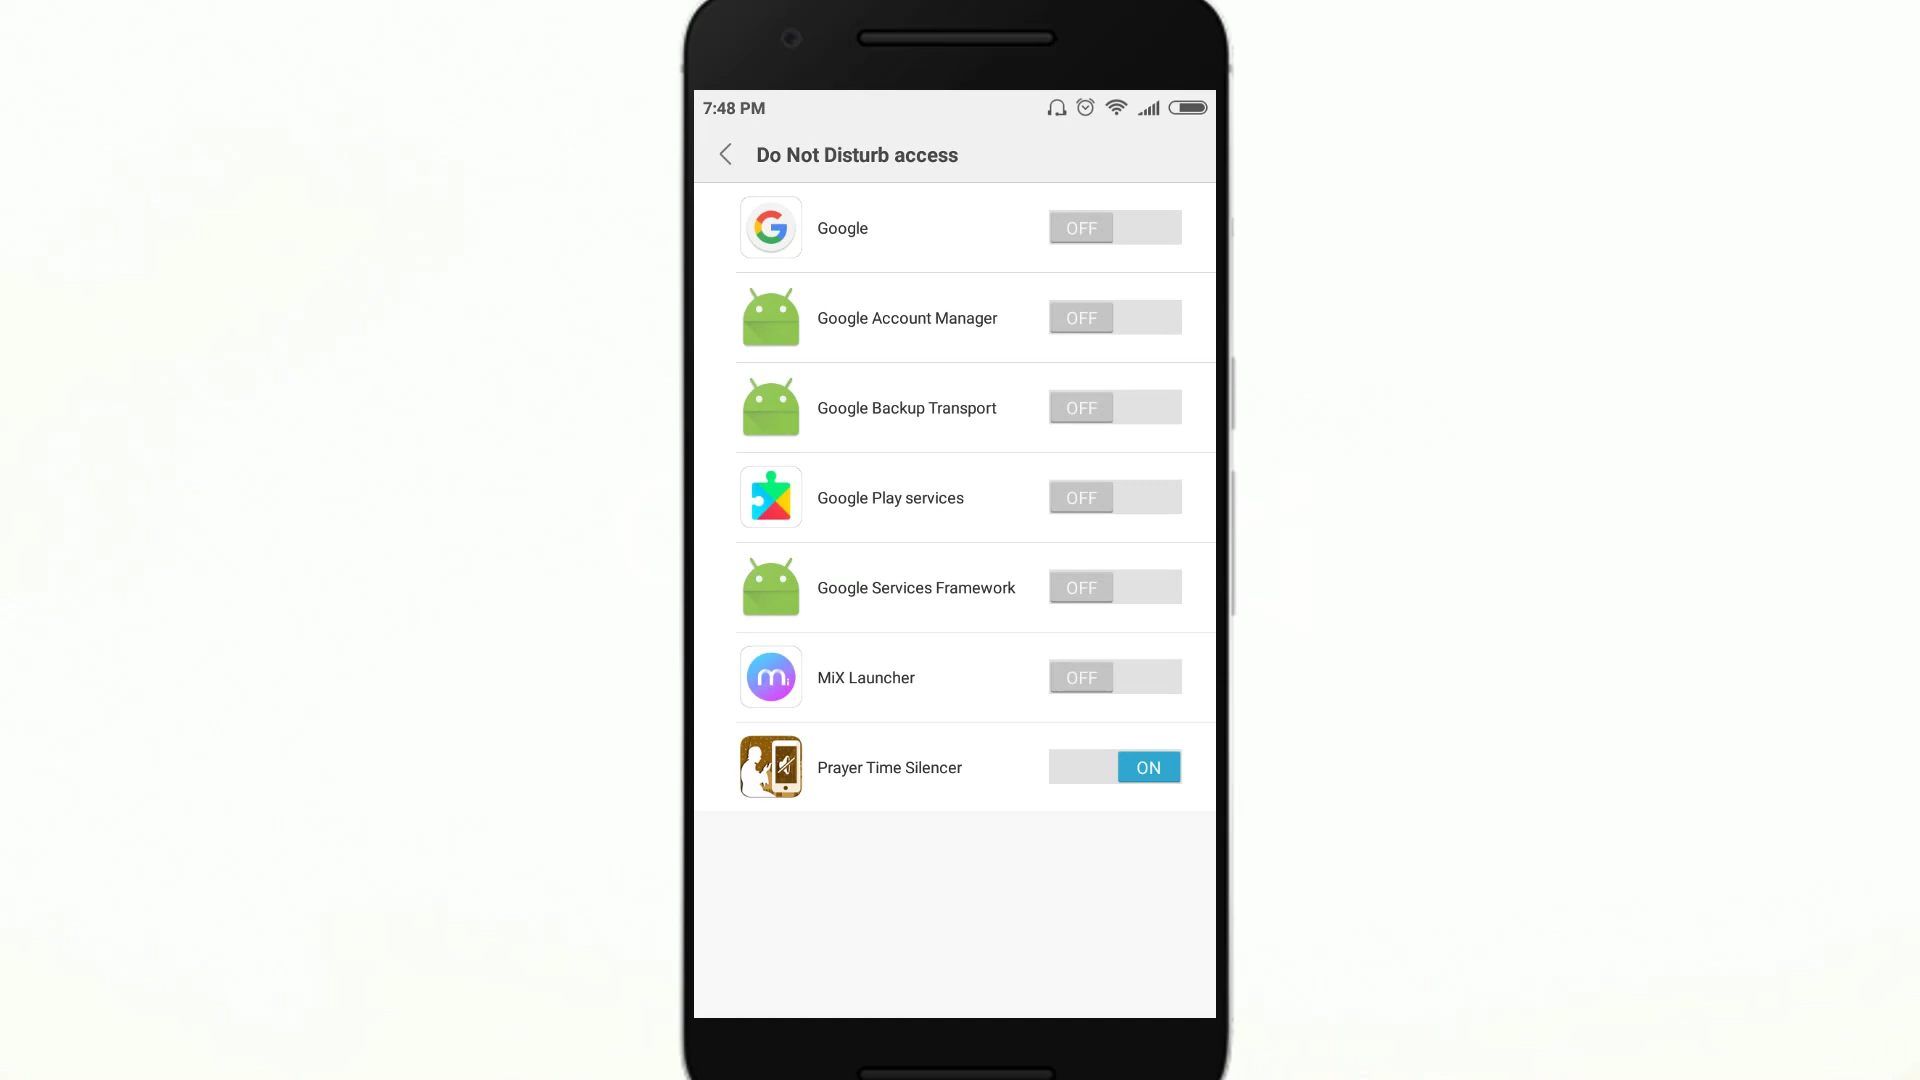 7:48 PM
Do Not Disturb access
Google OFF
Google Account Manager OFF
Google Backup Transport OFF
Google Play services OFF
Google Services Framework OFF
MiX Launcher OFF
Prayer Time Silencer ON